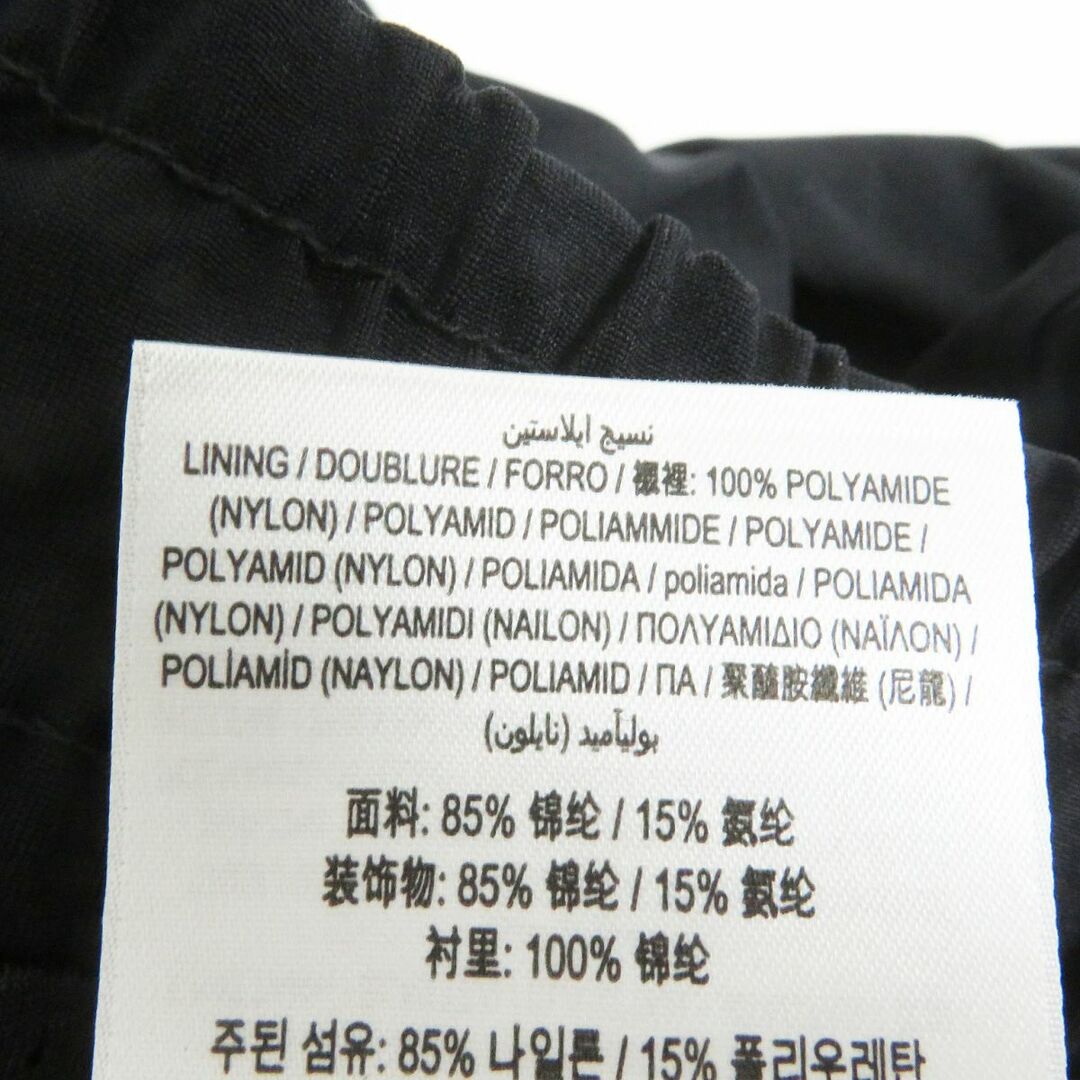 نسيج ايلاستين
LINING / DOUBLURE / FORRO / 襯裡: 100% POLYAMIDE
(NYLON) / POLYAMID / POLIAMMIDE / POLYAMIDE /
POLYAMID (NYLON) / POLIAMIDA / poliamida / POLIAMIDA
(NYLON) / POLYAMIDI (NAILON) / ΠΟΛΥΑΜΙΔΙΟ (ΝΑΪΛΟΝ) /
POLİAMİD (NAYLON) / POLIAMID / ПА / 聚醯胺纖維 (尼龍) /
بوليآميد (نايلون)
面料: 85% 锦纶 / 15% 氨纶
装饰物: 85% 锦纶 / 15% 氨纶
衬里: 100% 锦纶
주된 섬유: 85% 나일론 / 15% 폴리우레탄